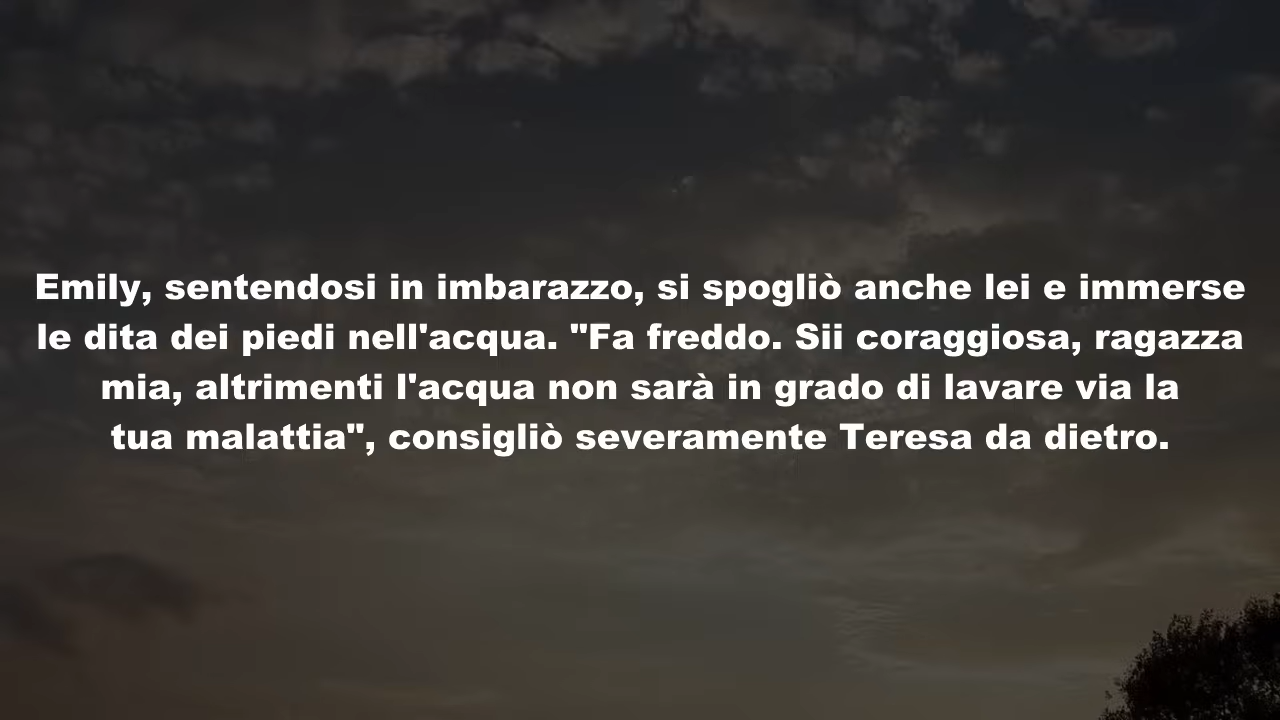 Emily, sentendosi in imbarazzo, si spogliò anche lei e immerse
le dita dei piedi nell'acqua. "Fa freddo. Sii coraggiosa, ragazza
mia, altrimenti l'acqua non sarà in grado di lavare via la
tua malattia", consigliò severamente Teresa da dietro.